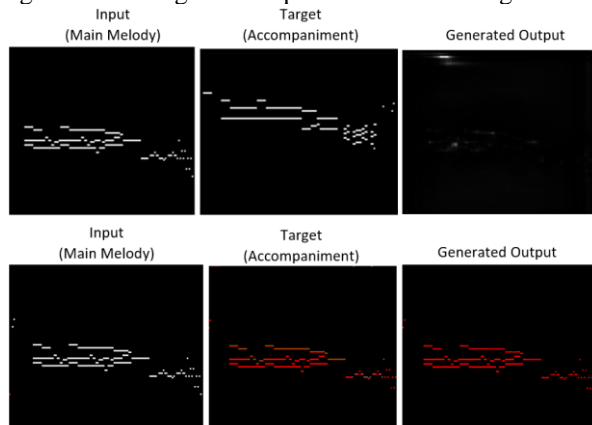 Input
(Main Melody)
Target
(Accompaniment)
Generated Output
Input
(Main Melody)
Target
(Accompaniment)
Generated Output